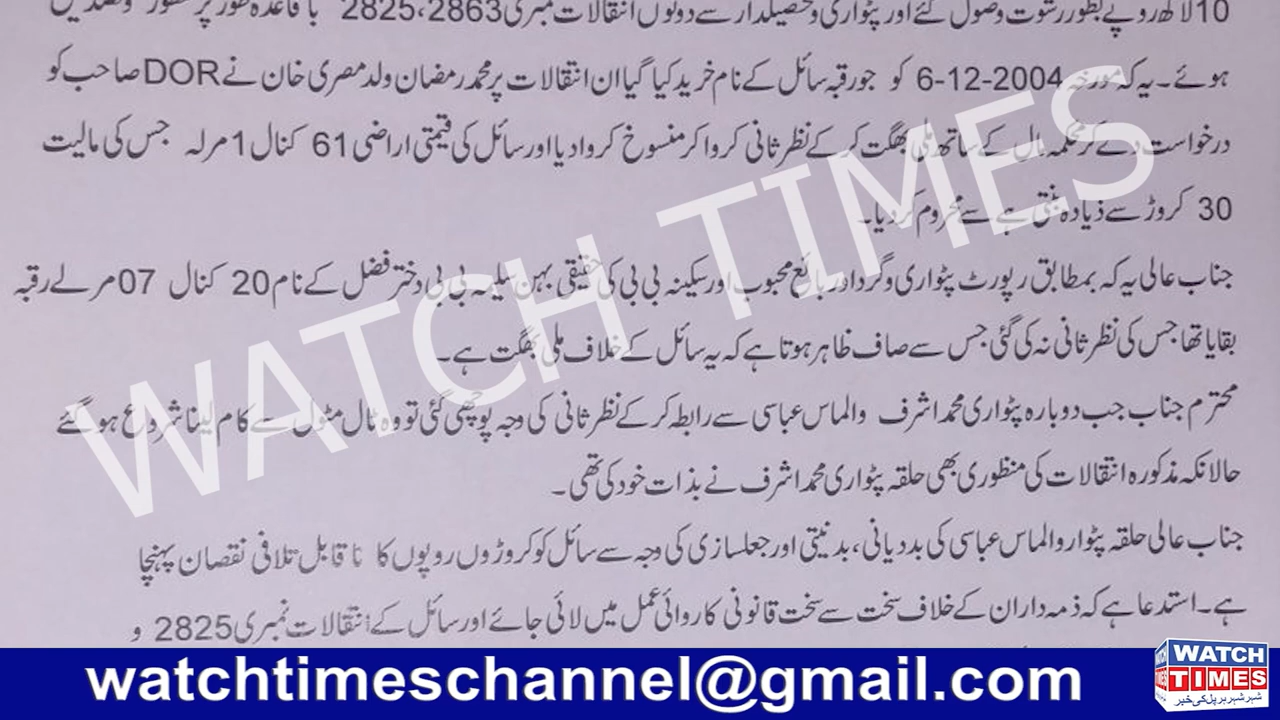 10 لاکھ روپے بطور رشوت وصول کئے اور پٹواری و تحصیلدار سے دونوں انتقالات نمبری 2825،2863 باقاعدہ طور پر منظور و تصدیق
ہوئے۔ یہ کہ مورخہ 6-12-2004 کو جو رقبہ سائل کے نام خرید کیا گیا ان انتقالات پر محمد رمضان ولد مصری خان نے DOR صاحب کو
درخواست دے کر محکمہ مال کے ساتھ ملی بھگت کر کے نظر ثانی کروا کر منسوخ کروا دیا اور سائل کی قیمتی اراضی 61 کنال 1 مرلہ جس کی مالیت
30 کروڑ سے زیادہ بنتی ہے سے محروم کر دیا۔
جناب عالی یہ کہ بمطابق رپورٹ پٹواری و گرداور بائع محبوب اور سکینہ بی بی کی حقیقی بہن سلیمہ بی بی دختر فضل کے نام 20 کنال 07 مرلے رقبہ
بقایا تھا جس کی نظر ثانی نہ کی گئی جس سے صاف ظاہر ہوتا ہے کہ یہ سائل کے خلاف ملی بھگت ہے۔
محترم جناب جب دوبارہ پٹواری محمد اشرف والماس عباسی سے رابطہ کر کے نظر ثانی کی وجہ پوچھی گئی تو وہ ٹال مٹول سے کام لینا شروع ہو گئے
حالانکہ مذکورہ انتقالات کی منظوری بھی حلقہ پٹواری محمد اشرف نے بذات خود کی تھی۔
جناب عالی حلقہ پٹوار والماس عباسی کی بددیانی، بدنیتی اور جعلسازی کی وجہ سے سائل کو کروڑوں روپوں کا ناقابل تلافی نقصان پہنچا
ہے۔ استدعا ہے کہ ذمہ داران کے خلاف سخت سے سخت قانونی کاروائی عمل میں لائی جائے اور سائل کے انتقالات نمبری 2825 و
WATCH TIMES
watchtimeschannel@gmail.com
WATCH
TIMES
شہر شہر ہر پل کی خبر